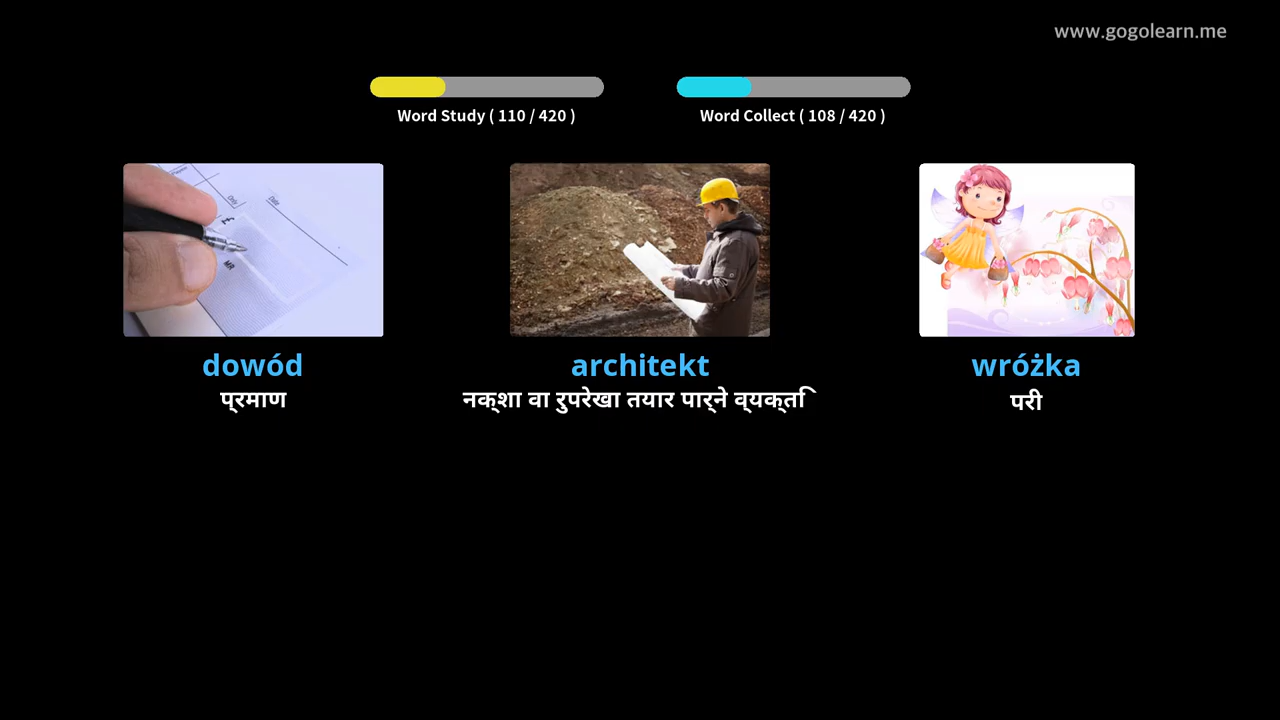 www.gogolearn.me
Word Study ( 110 / 420 )
Word Collect ( 108 / 420 )
£
MR
dowód
architekt
wróżka
प्रमाण
नक्शा वा रुपरेखा तयार पार्ने व्यक्ति
परी